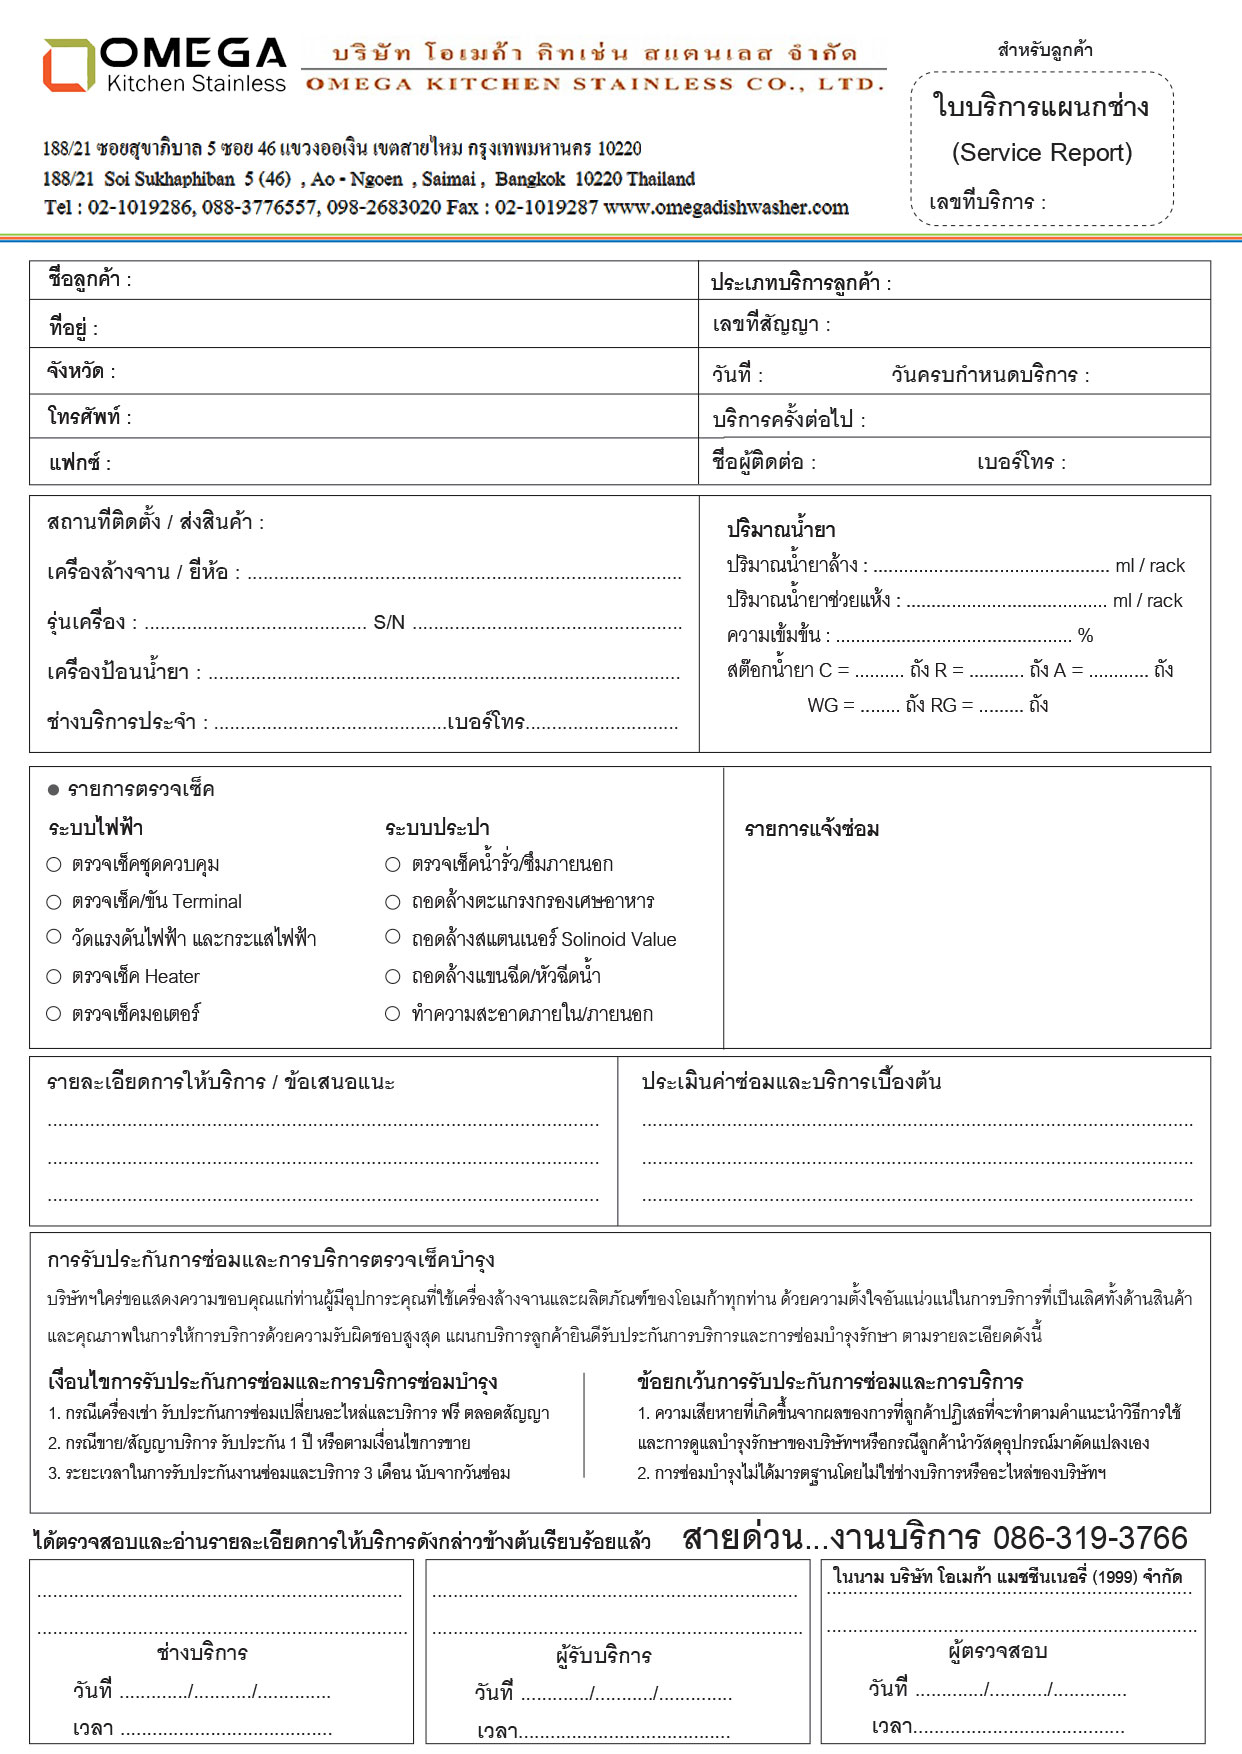 OMEGA
Kitchen Stainless
บริษัท โอเมก้า คิทเช่น สแตนเลส จำกัด
OMEGA KITCHEN STAINLESS CO., LTD.
สำหรับลูกค้า
ใบบริการแผนกช่าง
(Service Report)
เลขที่บริการ :
188/21 ซอยสุขาภิบาล 5 ซอย 46 แขวงออเงิน เขตสายไหม กรุงเทพมหานคร 10220
188/21 Soi Sukhaphiban 5 (46) , Ao - Ngoen , Saimai , Bangkok 10220 Thailand
Tel : 02-1019286, 088-3776557, 098-2683020 Fax : 02-1019287 www.omegadishwasher.com
ชื่อลูกค้า :
ที่อยู่ :
จังหวัด :
โทรศัพท์ :
แฟกซ์ :
ประเภทบริการลูกค้า :
เลขที่สัญญา :
วันที่ : วันครบกำหนดบริการ :
บริการครั้งต่อไป :
ชื่อผู้ติดต่อ : เบอร์โทร :
สถานที่ติดตั้ง / ส่งสินค้า :
เครื่องล้างจาน / ยี่ห้อ : ..................................................................................
รุ่นเครื่อง : .......................................... S/N ...................................................
เครื่องป้อนน้ำยา : .........................................................................................
ช่างบริการประจำ : ............................................เบอร์โทร.............................
ปริมาณน้ำยา
ปริมาณน้ำยาล้าง : ............................................... ml / rack
ปริมาณน้ำยาช่วยแห้ง : ........................................ ml / rack
ความเข้มข้น : ............................................... %
สต๊อกน้ำยา C = .......... ถัง R = ........... ถัง A = ............ ถัง
WG = ........ ถัง RG = ......... ถัง
● รายการตรวจเช็ค
ระบบไฟฟ้า
○ ตรวจเช็คชุดควบคุม
○ ตรวจเช็ค/ขัน Terminal
○ วัดแรงดันไฟฟ้า และกระแสไฟฟ้า
○ ตรวจเช็ค Heater
○ ตรวจเช็คมอเตอร์
ระบบประปา
○ ตรวจเช็คน้ำรั่ว/ซึมภายนอก
○ ถอดล้างตะแกรงกรองเศษอาหาร
○ ถอดล้างสแตนเนอร์ Solinoid Value
○ ถอดล้างแขนฉีด/หัวฉีดน้ำ
○ ทำความสะอาดภายใน/ภายนอก
รายการแจ้งซ่อม
รายละเอียดการให้บริการ / ข้อเสนอแนะ
........................................................................................................
........................................................................................................
........................................................................................................
ประเมินค่าซ่อมและบริการเบื้องต้น
........................................................................................................
........................................................................................................
........................................................................................................
การรับประกันการซ่อมและการบริการตรวจเช็คบำรุง
บริษัทฯใคร่ขอแสดงความขอบคุณแก่ท่านผู้มีอุปการะคุณที่ใช้เครื่องล้างจานและผลิตภัณฑ์ของโอเมก้าทุกท่าน ด้วยความตั้งใจอันแน่วแน่ในการบริการที่เป็นเลิศทั้งด้านสินค้า
และคุณภาพในการให้การบริการด้วยความรับผิดชอบสูงสุด แผนกบริการลูกค้ายินดีรับประกันการบริการและการซ่อมบำรุงรักษา ตามรายละเอียดดังนี้
เงื่อนไขการรับประกันการซ่อมและการบริการซ่อมบำรุง
1. กรณีเครื่องเช่า รับประกันการซ่อมเปลี่ยนอะไหล่และบริการ ฟรี ตลอดสัญญา
2. กรณีขาย/สัญญาบริการ รับประกัน 1 ปี หรือตามเงื่อนไขการขาย
3. ระยะเวลาในการรับประกันงานซ่อมและบริการ 3 เดือน นับจากวันซ่อม
ข้อยกเว้นการรับประกันการซ่อมและการบริการ
1. ความเสียหายที่เกิดขึ้นจากผลของการที่ลูกค้าปฏิเสธที่จะทำตามคำแนะนำวิธีการใช้
และการดูแลบำรุงรักษาของบริษัทฯหรือกรณีลูกค้านำวัสดุอุปกรณ์มาดัดแปลงเอง
2. การซ่อมบำรุงไม่ได้มารตฐานโดยไม่ใช่ช่างบริการหรืออะไหล่ของบริษัทฯ
ได้ตรวจสอบและอ่านรายละเอียดการให้บริการดังกล่าวข้างต้นเรียบร้อยแล้ว
สายด่วน...งานบริการ 086-319-3766
.....................................................................
......................................................................
ช่างบริการ
วันที่ ............./.........../..............
เวลา ........................................
.....................................................................
......................................................................
ผู้รับบริการ
วันที่ ............./.........../..............
เวลา........................................
ในนาม บริษัท โอเมก้า แมชชีนเนอรี่ (1999) จำกัด
.....................................................................
......................................................................
ผู้ตรวจสอบ
วันที่ ............./.........../..............
เวลา........................................